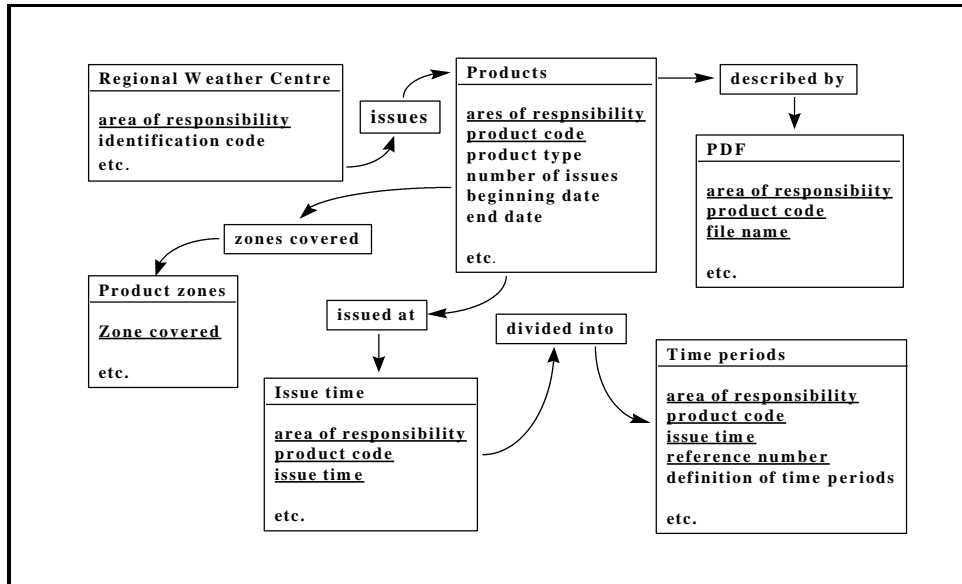 Regional Weather Centre
area of responsibility
identification code
etc.
issues
Products
ares of respnsibility
product code
product type
number of issues
beginning date
end date
etc.
described by
PDF
area of responsibiity
product code
file name
etc.
zones covered
Product zones
Zone covered
etc.
issued at
Issue time
area of responsibility
product code
issue time
etc.
divided into
Time periods
area of responsibility
product code
issue time
reference number
definition of time periods
etc.